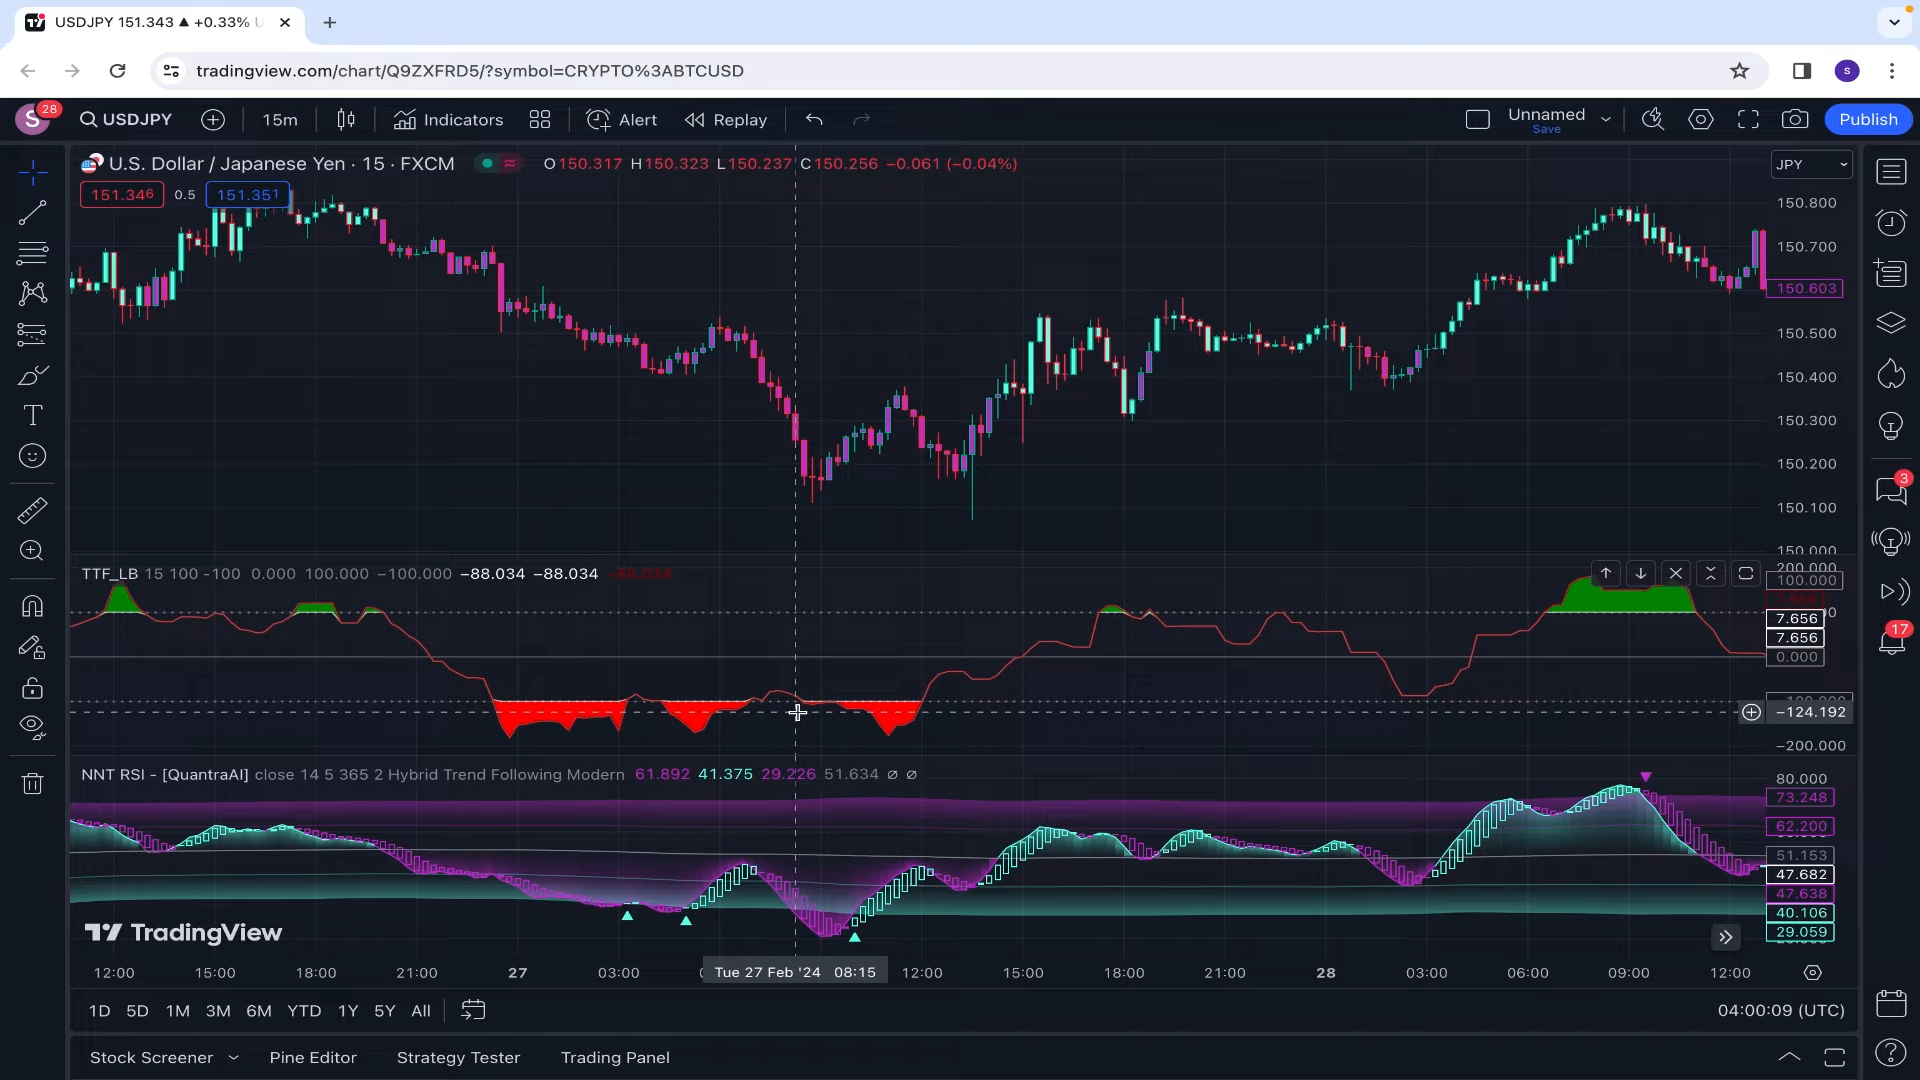 USDJPY 151.343 ▲ +0.33%
tradingview.com/chart/Q9ZXFRD5/?symbol=CRYPTO%3ABTCUSD
S
S 28 USDJPY 15m Indicators Alert Replay Unnamed Save Publish
U.S. Dollar / Japanese Yen · 15 · FXCM O150.317 H150.323 L150.237 C150.256 −0.061 (−0.04%) JPY
151.346 0.5 151.351
150.800
150.700
150.603
150.500
150.400
150.300
150.200
150.100
150.000
TTF_LB 15 100 -100 0.000 100.000 −100.000 −88.034 −88.034 −88.034
200.000
100.000
7.656
7.656
0.000
−124.192
−200.000
NNT RSI - [QuantraAI] close 14 5 365 2 Hybrid Trend Following Modern 61.892 41.375 29.226 51.634 ∅ ∅
80.000
73.248
62.200
51.153
47.682
47.638
40.106
29.059
TradingView
12:00 15:00 18:00 21:00 27 03:00 Tue 27 Feb '24 08:15 12:00 15:00 18:00 21:00 28 03:00 06:00 09:00 12:00
1D 5D 1M 3M 6M YTD 1Y 5Y All 04:00:09 (UTC)
Stock Screener Pine Editor Strategy Tester Trading Panel
3
17